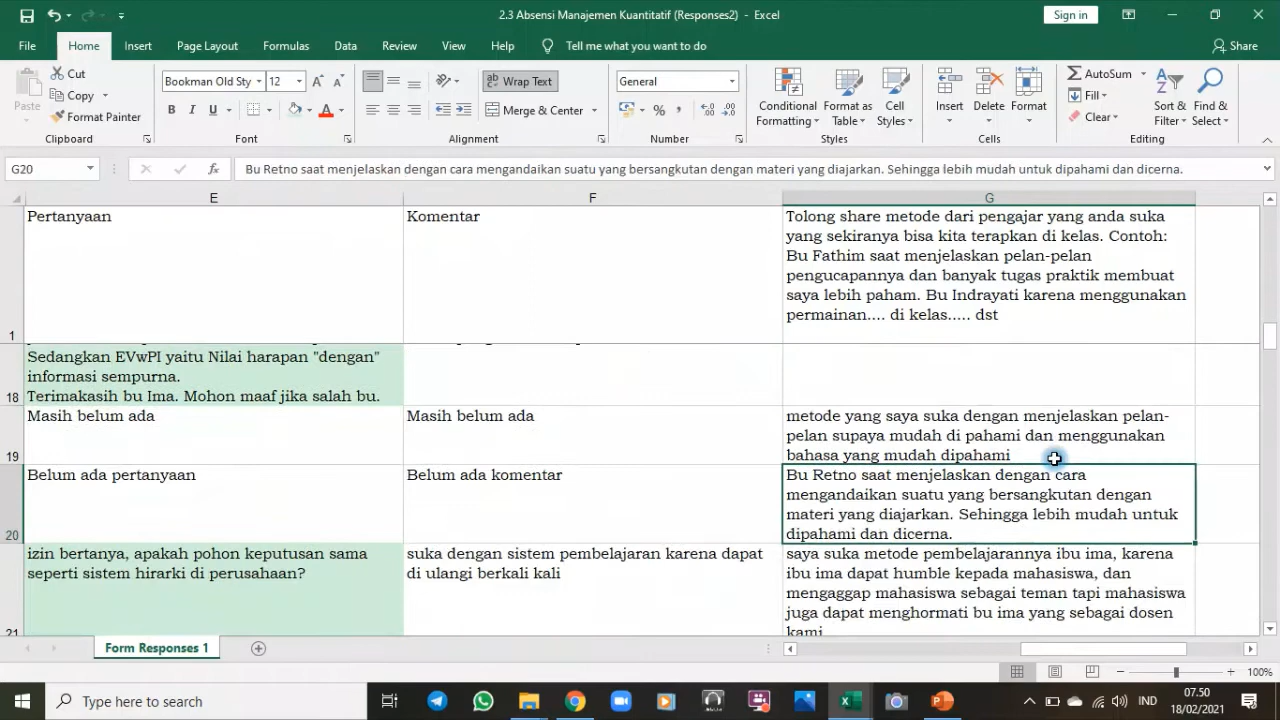 2.3 Absensi Manajemen Kuantitatif (Responses2) - Excel
Sign in
File Home Insert Page Layout Formulas Data Review View Help Tell me what you want to do Share
Paste
Cut
Copy
Format Painter
Clipboard
Bookman Old Sty 12
B I U
Font
Wrap Text
Merge & Center
Alignment
General
Number
Conditional Formatting
Format as Table
Cell Styles
Styles
Insert Delete Format
Cells
AutoSum
Fill
Clear
Sort & Filter
Find & Select
Editing
G20
fx
Bu Retno saat menjelaskan dengan cara mengandaikan suatu yang bersangkutan dengan materi yang diajarkan. Sehingga lebih mudah untuk dipahami dan dicerna.
E F G
1
Pertanyaan
Komentar
Tolong share metode dari pengajar yang anda suka
yang sekiranya bisa kita terapkan di kelas. Contoh:
Bu Fathim saat menjelaskan pelan-pelan
pengucapannya dan banyak tugas praktik membuat
saya lebih paham. Bu Indrayati karena menggunakan
permainan.... di kelas..... dst
18
Sedangkan EVwPI yaitu Nilai harapan "dengan"
informasi sempurna.
Terimakasih bu Ima. Mohon maaf jika salah bu.
19
Masih belum ada
Masih belum ada
metode yang saya suka dengan menjelaskan pelan-
pelan supaya mudah di pahami dan menggunakan
bahasa yang mudah dipahami
20
Belum ada pertanyaan
Belum ada komentar
Bu Retno saat menjelaskan dengan cara
mengandaikan suatu yang bersangkutan dengan
materi yang diajarkan. Sehingga lebih mudah untuk
dipahami dan dicerna.
21
izin bertanya, apakah pohon keputusan sama
seperti sistem hirarki di perusahaan?
suka dengan sistem pembelajaran karena dapat
di ulangi berkali kali
saya suka metode pembelajarannya ibu ima, karena
ibu ima dapat humble kepada mahasiswa, dan
mengaggap mahasiswa sebagai teman tapi mahasiswa
juga dapat menghormati bu ima yang sebagai dosen
kami
Form Responses 1
100%
Type here to search
IND
07.50
18/02/2021